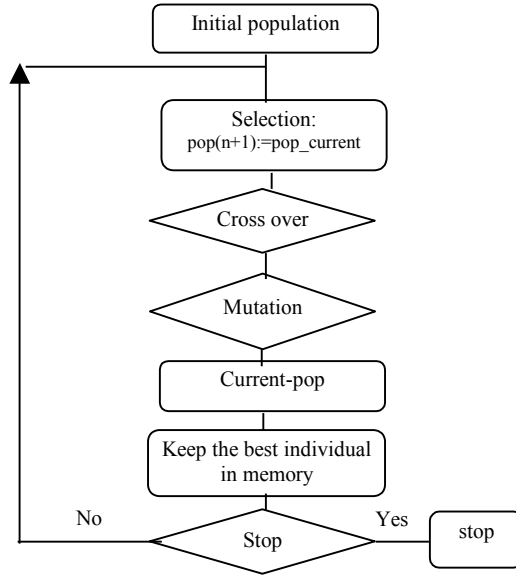 Initial population
Selection:
pop(n+1):=pop_current
Cross over
Mutation
Current-pop
Keep the best individual
in memory
No
Stop
Yes
stop